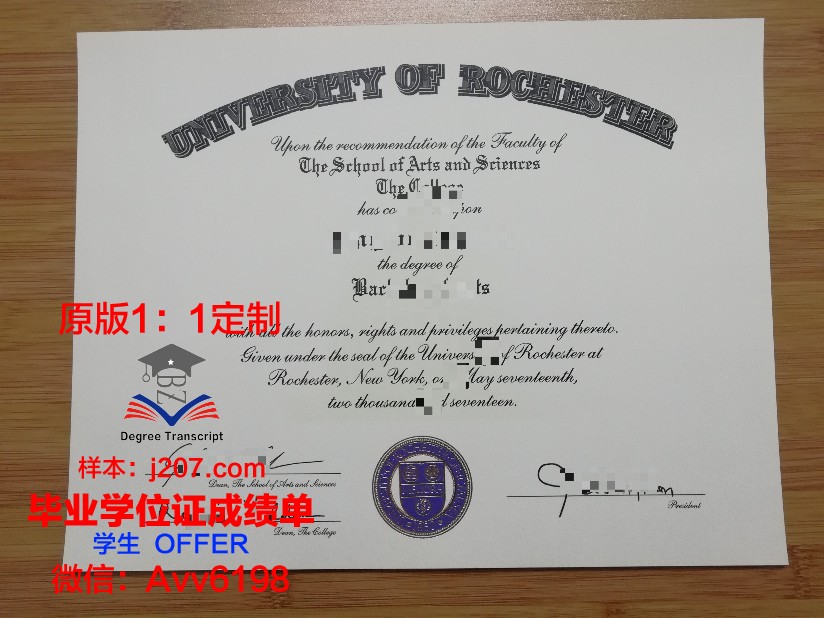 UNIVERSITY OF ROCHESTER
Upon the recommendation of the Faculty of
The School of Arts and Sciences
The College
has
the degree of
with all the honors, rights and privileges pertaining thereto.
Given under the seal of the of Rochester at
Rochester, New York, seventeenth,
two seventeen.
原版1：1定制
Degree Transcript
样本：j207.com
Dean, The School of Arts and Sciences
毕业学位证成绩单
Dean, The College
President
学生 OFFER
微信：Avv6198